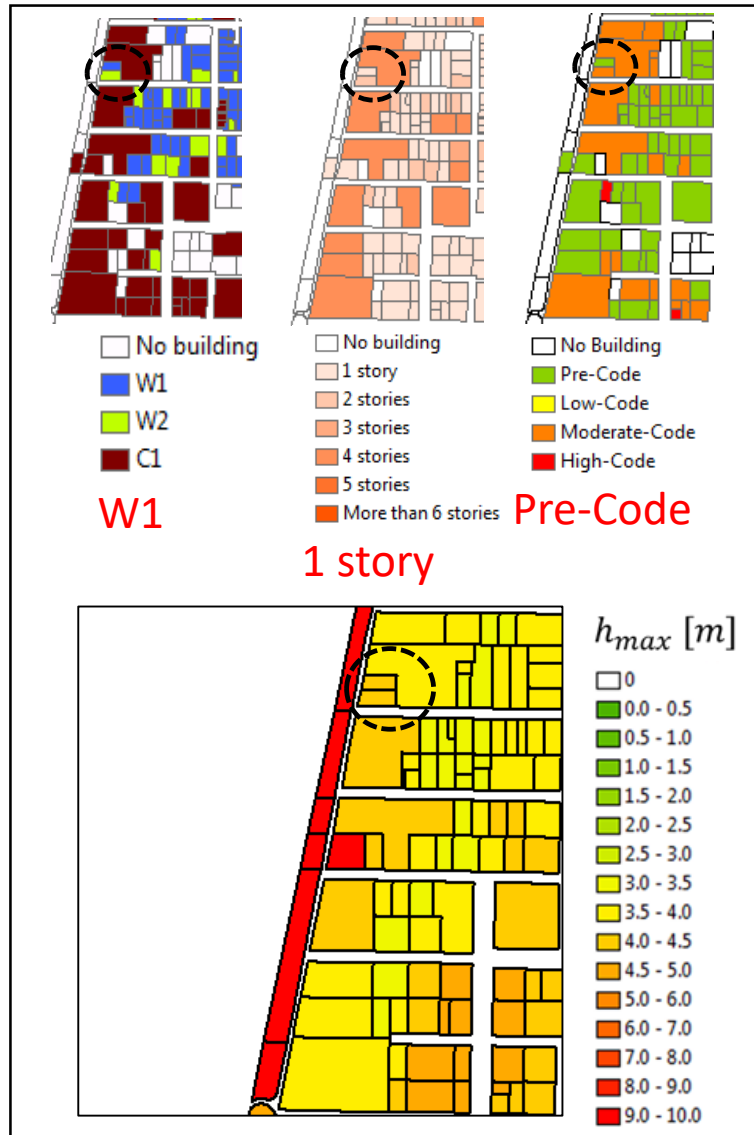 No building
W1
W2
C1
W1
No building
1 story
2 stories
3 stories
4 stories
5 stories
More than 6 stories
1 story
No Building
Pre-Code
Low-Code
Moderate-Code
High-Code
Pre-Code
h_max [m]
0
0.0 - 0.5
0.5 - 1.0
1.0 - 1.5
1.5 - 2.0
2.0 - 2.5
2.5 - 3.0
3.0 - 3.5
3.5 - 4.0
4.0 - 4.5
4.5 - 5.0
5.0 - 6.0
6.0 - 7.0
7.0 - 8.0
8.0 - 9.0
9.0 - 10.0